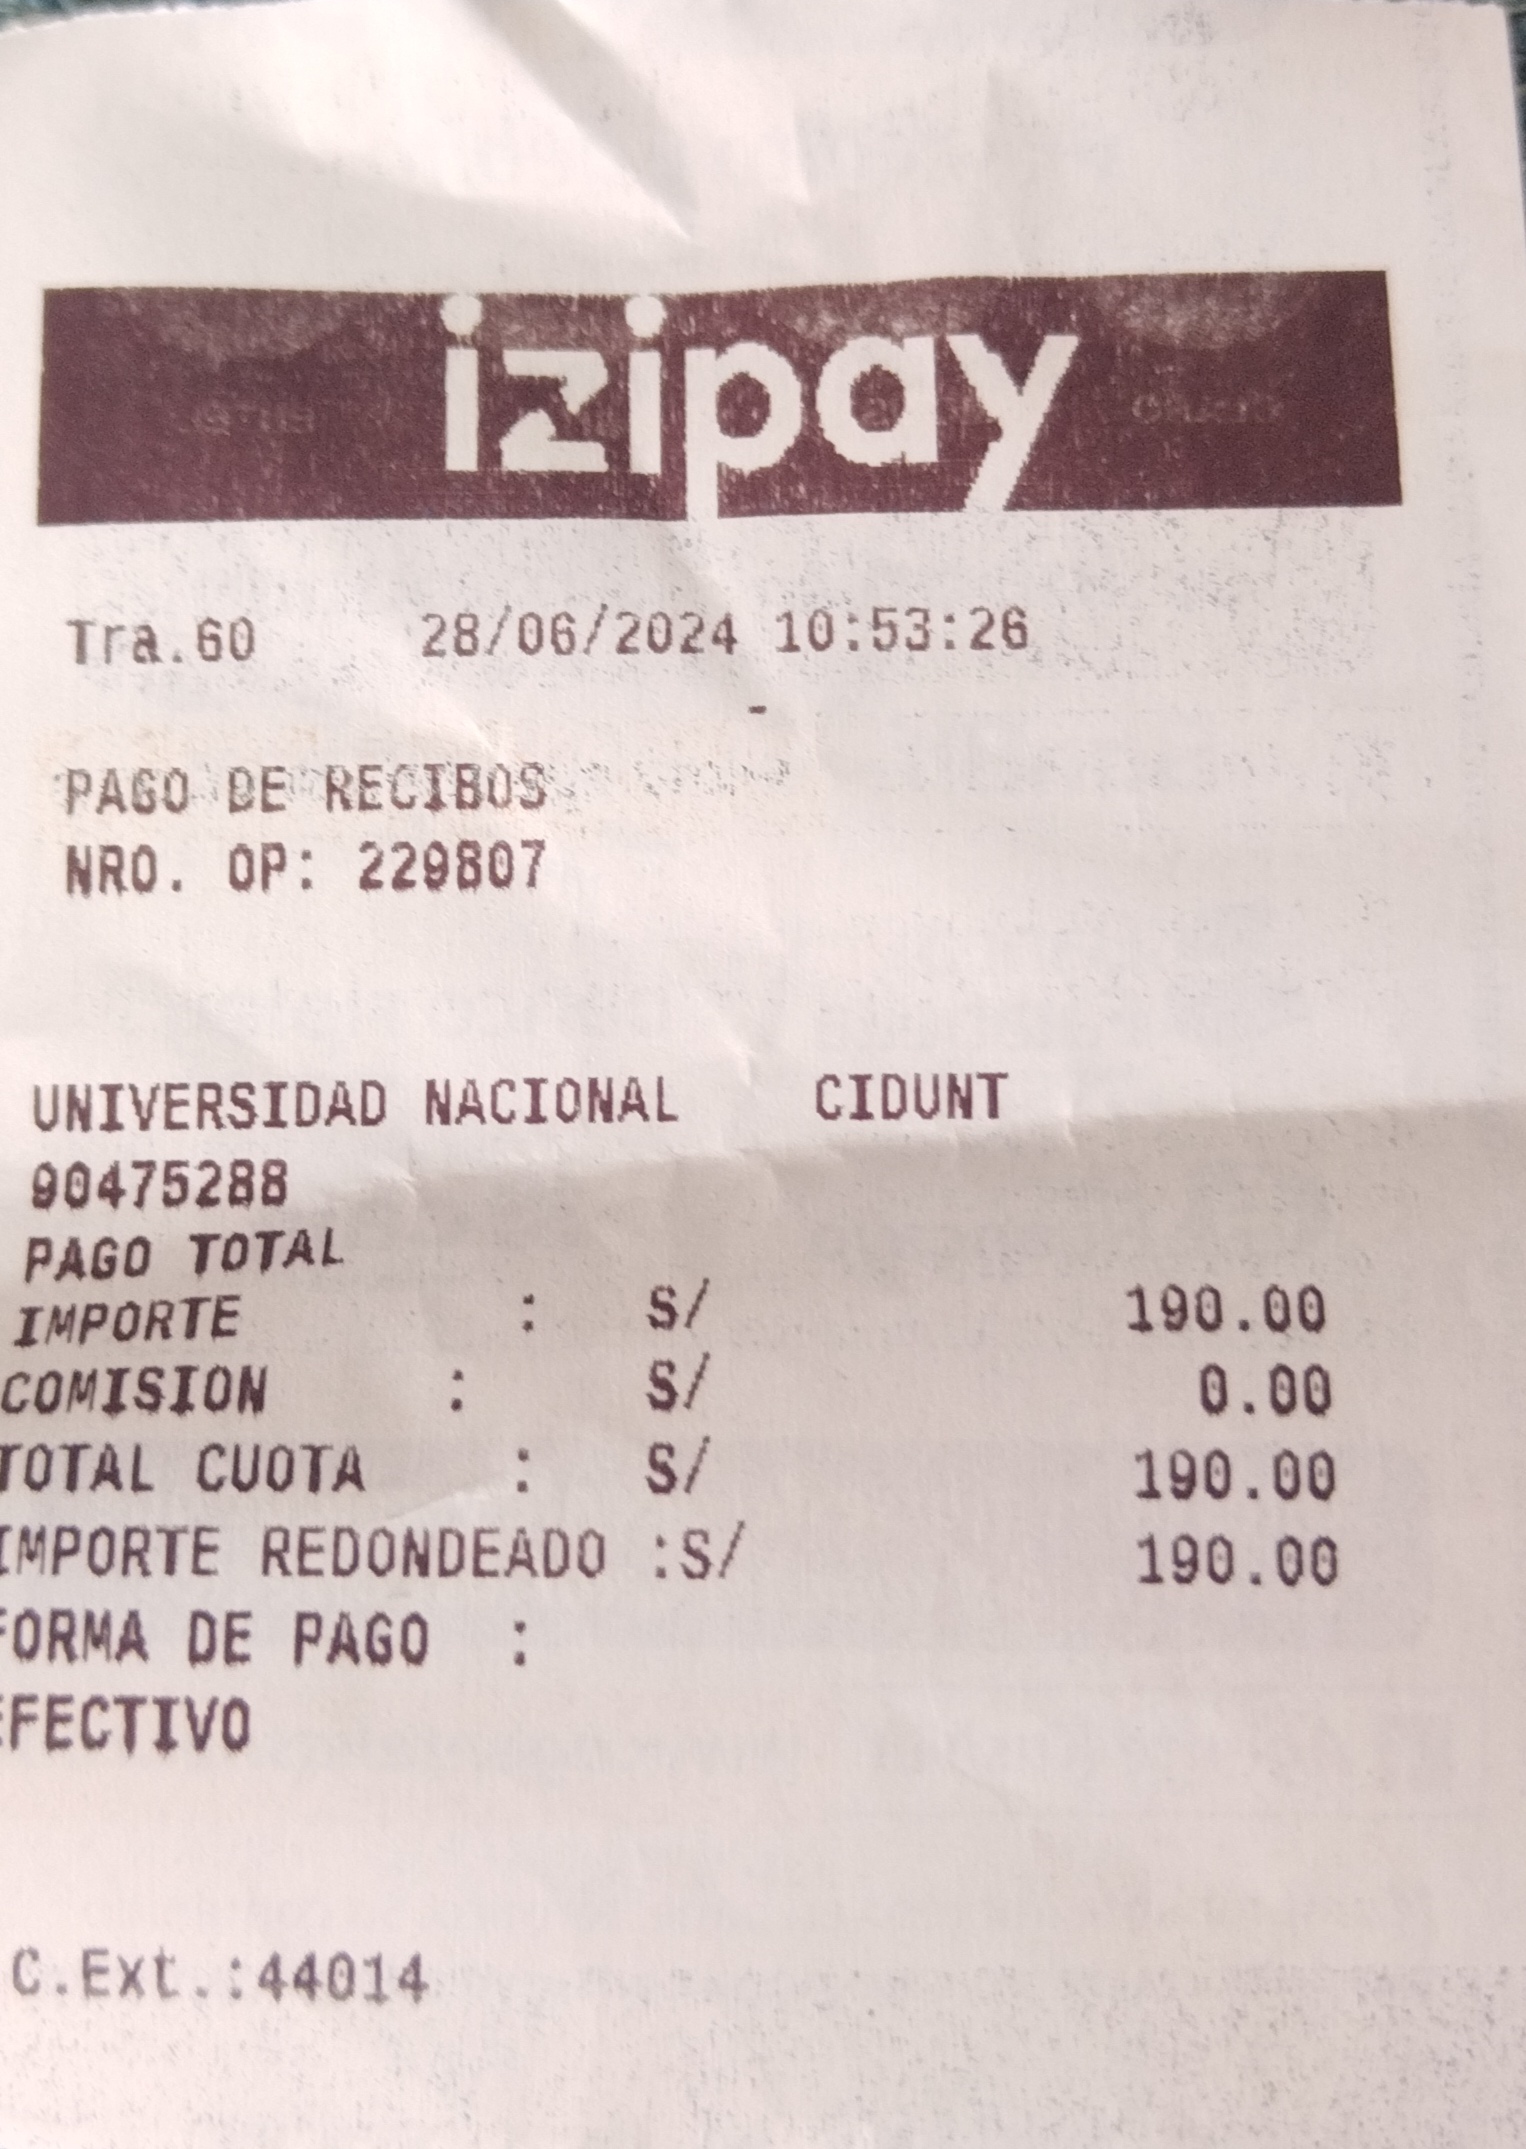 izipay
Tra.60 28/06/2024 10:53:26
-
PAGO DE RECIBOS
NRO. OP: 229807
UNIVERSIDAD NACIONAL CIDUNT
90475288
PAGO TOTAL
IMPORTE : S/ 190.00
COMISION : S/ 0.00
TOTAL CUOTA : S/ 190.00
IMPORTE REDONDEADO :S/ 190.00
FORMA DE PAGO :
EFECTIVO
C.Ext.:44014